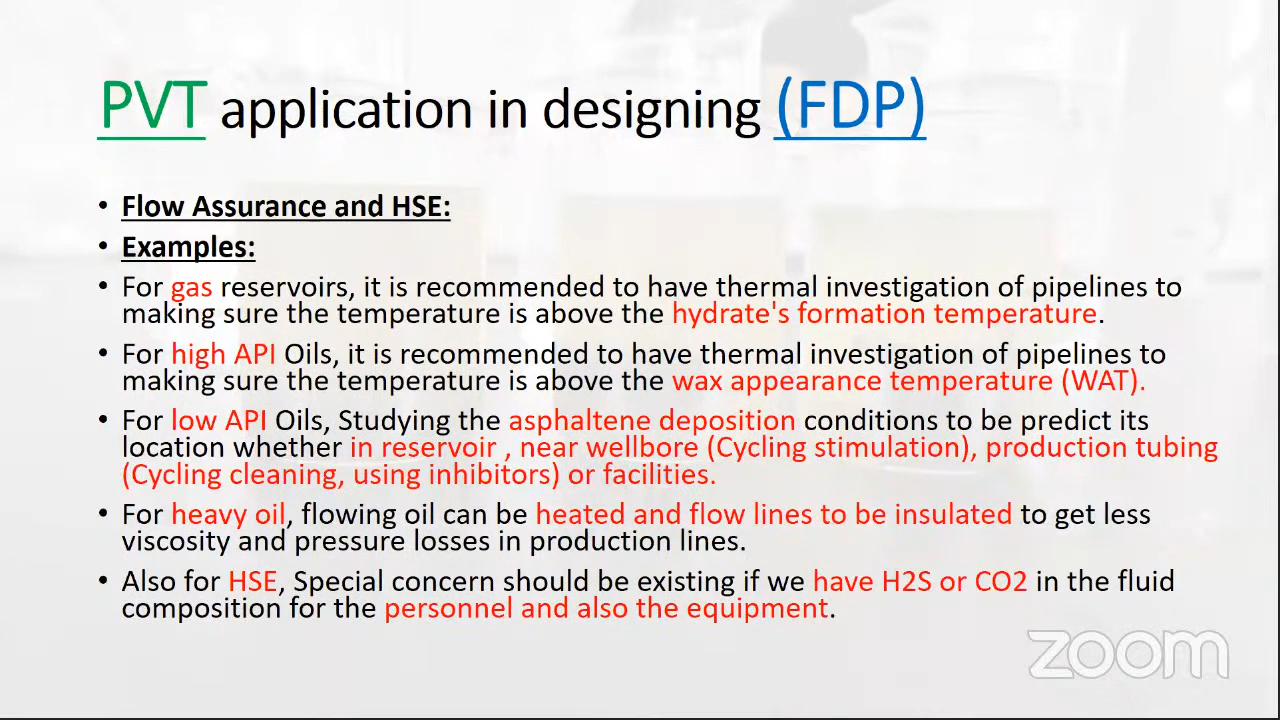 PVT application in designing (FDP)
• Flow Assurance and HSE:
• Examples:
• For gas reservoirs, it is recommended to have thermal investigation of pipelines to
making sure the temperature is above the hydrate's formation temperature.
• For high API Oils, it is recommended to have thermal investigation of pipelines to
making sure the temperature is above the wax appearance temperature (WAT).
• For low API Oils, Studying the asphaltene deposition conditions to be predict its
location whether in reservoir , near wellbore (Cycling stimulation), production tubing
(Cycling cleaning, using inhibitors) or facilities.
• For heavy oil, flowing oil can be heated and flow lines to be insulated to get less
viscosity and pressure losses in production lines.
• Also for HSE, Special concern should be existing if we have H2S or CO2 in the fluid
composition for the personnel and also the equipment.
zoom